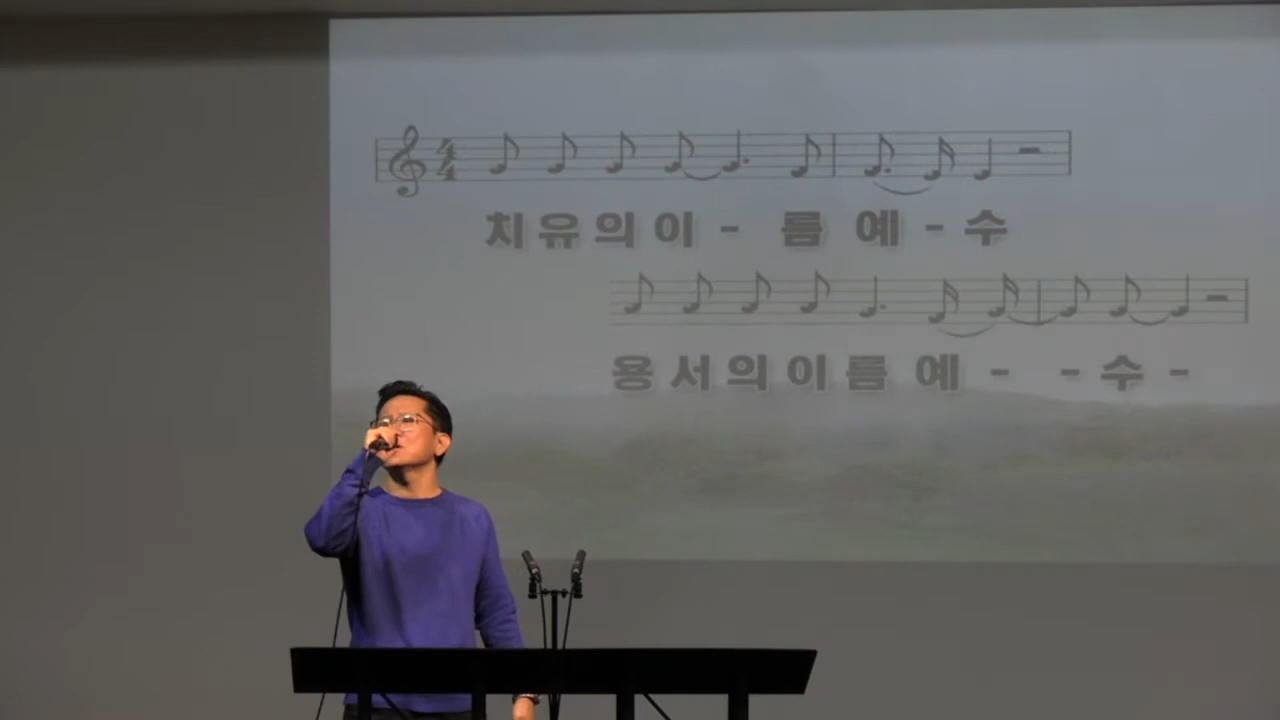 치유의이 - 름 예 - 수
용서의이름 예 - - 수 -